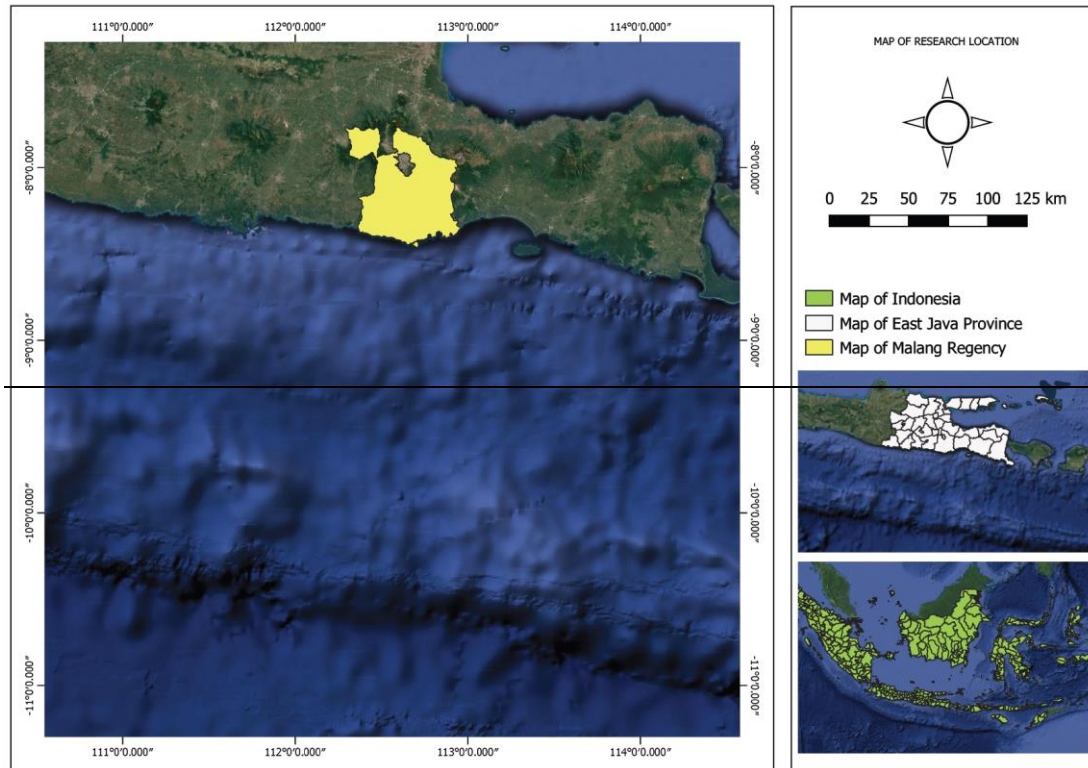 111°0'0.000" 112°0'0.000" 113°0'0.000" 114°0'0.000"
-8°0'0.000" -8°0'0.000"
-9°0'0.000" -9°0'0.000"
-10°0'0.000" -10°0'0.000"
-11°0'0.000" -11°0'0.000"
111°0'0.000" 112°0'0.000" 113°0'0.000" 114°0'0.000"
MAP OF RESEARCH LOCATION
0 25 50 75 100 125 km
Map of Indonesia
Map of East Java Province
Map of Malang Regency